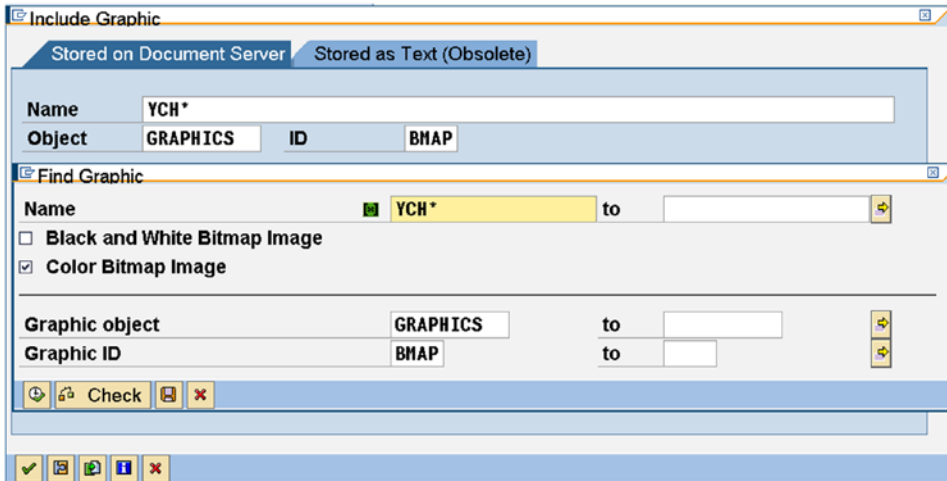 Include Graphic
Stored on Document Server Stored as Text (Obsolete)
Name YCH*
Object GRAPHICS ID BMAP
Find Graphic
Name YCH* to
Black and White Bitmap Image
Color Bitmap Image
Graphic object GRAPHICS to
Graphic ID BMAP to
Check